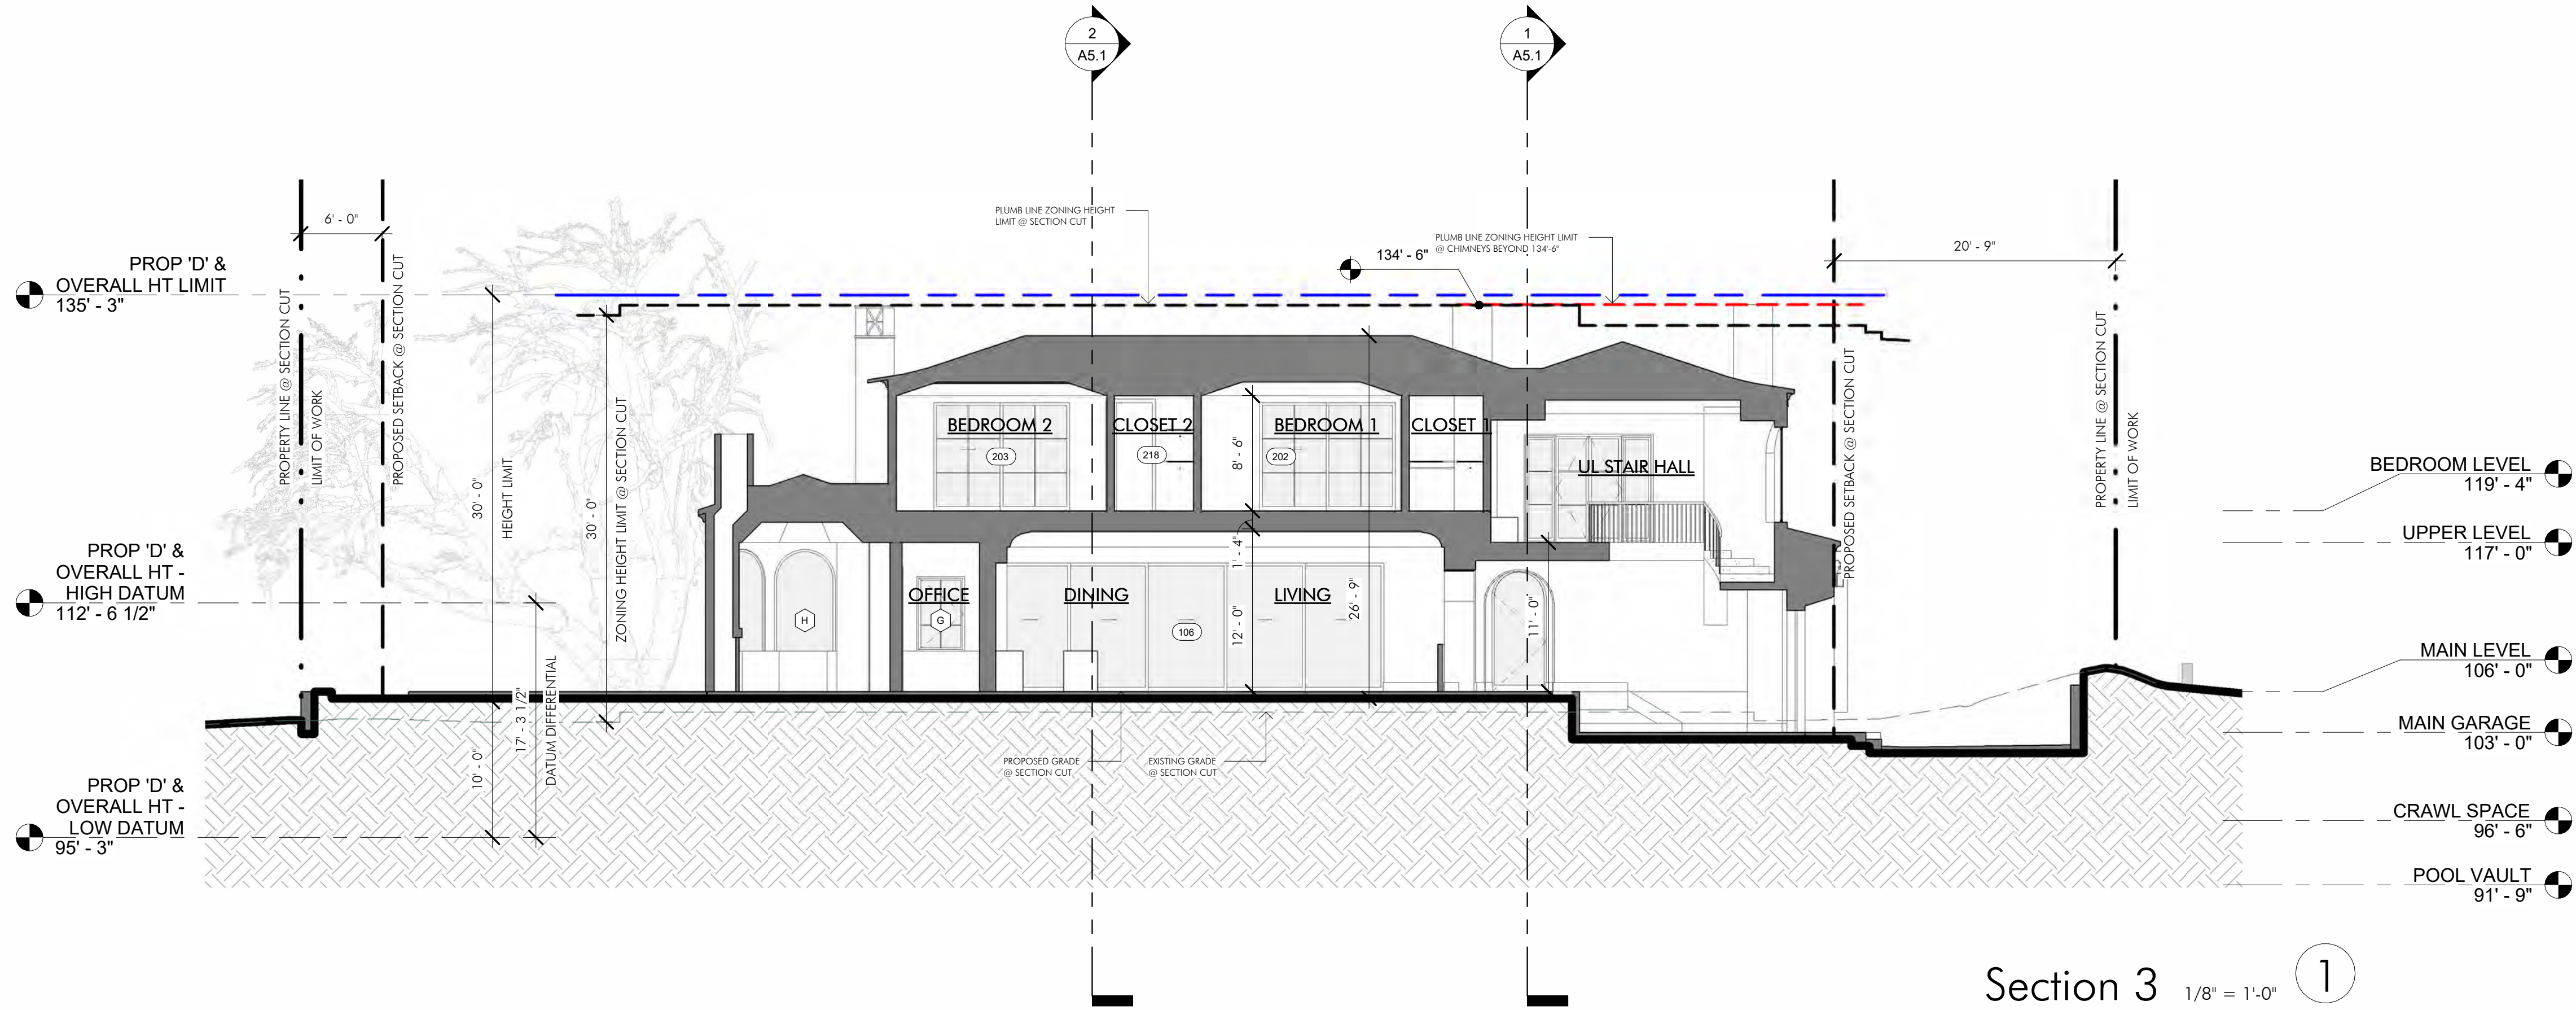 2
A5.1
1
A5.1
6' - 0"
PLUMB LINE ZONING HEIGHT
LIMIT @ SECTION CUT
PLUMB LINE ZONING HEIGHT LIMIT
@ CHIMNEYS BEYOND 134'-6"
134' - 6"
20' - 9"
PROP 'D' &
OVERALL HT LIMIT
135' - 3"
PROPERTY LINE @ SECTION CUT
LIMIT OF WORK
PROPOSED SETBACK @ SECTION CUT
30' - 0"
HEIGHT LIMIT
30' - 0"
ZONING HEIGHT LIMIT @ SECTION CUT
PROPOSED SETBACK @ SECTION CUT
PROPERTY LINE @ SECTION CUT
LIMIT OF WORK
BEDROOM 2
203
CLOSET 2
218
8' - 6"
BEDROOM 1
202
CLOSET 1
UL STAIR HALL
BEDROOM LEVEL
119' - 4"
UPPER LEVEL
117' - 0"
PROP 'D' &
OVERALL HT -
HIGH DATUM
112' - 6 1/2"
H
OFFICE
G
DINING
106
1' - 4"
12' - 0"
LIVING
26' - 9"
11' - 0"
MAIN LEVEL
106' - 0"
MAIN GARAGE
103' - 0"
10' - 0"
17' - 3 1/2"
DATUM DIFFERENTIAL
PROPOSED GRADE
@ SECTION CUT
EXISTING GRADE
@ SECTION CUT
PROP 'D' &
OVERALL HT -
LOW DATUM
95' - 3"
CRAWL SPACE
96' - 6"
POOL VAULT
91' - 9"
Section 3
1/8" = 1'-0"
1